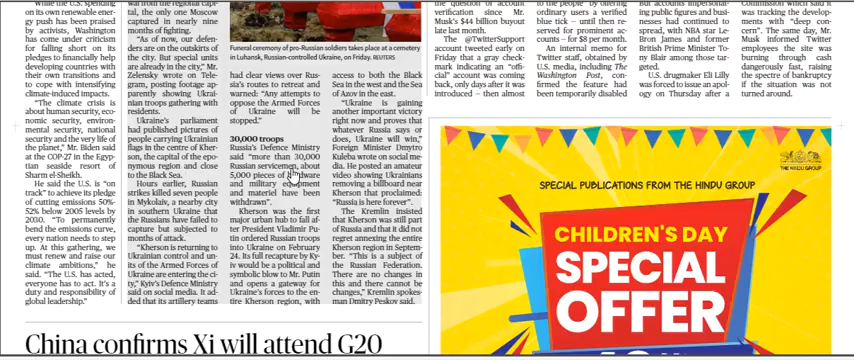 While the U.S. spending
on its own renewable ener-
gy push has been praised
by activists, Washington
has come under criticism
for falling short on its
pledges to financially help
developing countries with
their own transitions and
to cope with intensifying
climate-induced impacts.
"The climate crisis is
about human security, eco-
nomic security, environ-
mental security, national
security and the very life of
the planet," Mr. Biden said
at the COP-27 in the Egyp-
tian seaside resort of
Sharm el-Sheikh.
He said the U.S. is "on
track" to achieve its pledge
of cutting emissions 50%-
52% below 2005 levels by
2030. "To permanently
bend the emissions curve,
every nation needs to step
up. At this gathering, we
must renew and raise our
climate ambitions," he
said. "The U.S. has acted,
everyone has to act. It's a
duty and responsibility of
global leadership."
was from the regional capi-
tal, the only one Moscow
captured in nearly nine
months of fighting.
"As of now, our defen-
ders are on the outskirts of
the city. But special units
are already in the city," Mr.
Zelensky wrote on Tele-
gram, posting footage ap-
parently showing Ukrai-
nian troops gathering with
residents.
Ukraine's parliament
had published pictures of
people carrying Ukrainian
flags in the centre of Kher-
son, the capital of the epo-
nymous region and close
to the Black Sea.
Hours earlier, Russian
strikes killed seven people
in Mykolaiv, a nearby city
in southern Ukraine that
the Russians have failed to
capture but subjected to
months of attack.
"Kherson is returning to
Ukrainian control and un-
its of the Armed Forces of
Ukraine are entering the ci-
ty," Kyiv's Defence Ministry
said on social media. It ad-
ded that its artillery teams
Funeral ceremony of pro-Russian soldiers takes place at a cemetery
in Luhansk, Russian-controlled Ukraine, on Friday. REUTERS
had clear views over Rus-
sia's routes to retreat and
warned: "Any attempts to
oppose the Armed Forces
of Ukraine will be
stopped."
30,000 troops
Russia's Defence Ministry
said "more than 30,000
Russian servicemen, about
5,000 pieces of
and military equipment
and materiel have been
withdrawn".
Kherson was the first
major urban hub to fall af-
ter President Vladimir Pu-
tin ordered Russian troops
into Ukraine on February
24. Its full recapture by Ky-
iv would be a political and
symbolic blow to Mr. Putin
and opens a gateway for
Ukraine's forces to the en-
tire Kherson region, with
access to both the Black
Sea in the west and the Sea
of Azov in the east.
"Ukraine is gaining
another important victory
right now and proves that
whatever Russia says or
does, Ukraine will win,"
Foreign Minister Dmytro
Kuleba wrote on social me-
dia. He posted an amateur
video showing Ukrainians
removing a billboard near
Kherson that proclaimed:
"Russia is here forever".
The Kremlin insisted
that Kherson was still part
of Russia and that it did not
regret annexing the entire
Kherson region in Septem-
ber. "This is a subject of
the Russian Federation.
There are no changes in
this and there cannot be
changes," Kremlin spokes-
man Dmitry Peskov said.
the question of account
verification since Mr.
Musk's $44 billion buyout
late last month.
The @TwitterSupport
account tweeted early on
Friday that a gray check-
mark indicating an "offi-
cial" account was coming
back, only days after it was
introduced – then almost
to the people" by offering
ordinary users a verified
blue tick – until then re-
served for prominent ac-
counts – for $8 per month.
An internal memo for
Twitter staff, obtained by
U.S. media, including The
Washington Post, con-
firmed the feature had
been temporarily disabled
But accounts impersonat-
ing public figures and busi-
nesses had continued to
spread, with NBA star Le-
Bron James and former
British Prime Minister To-
ny Blair among those tar-
geted.
U.S. drugmaker Eli Lilly
was forced to issue an apol-
ogy on Thursday after a
Commission which said it
was tracking the develop-
ments with "deep con-
cern". The same day, Mr.
Musk informed Twitter
employees the site was
burning through cash
dangerously fast, raising
the spectre of bankruptcy
if the situation was not
turned around.
China confirms Xi will attend G20
THE HINDU GROUP
SPECIAL PUBLICATIONS FROM THE HINDU GROUP
CHILDREN'S DAY
SPECIAL
OFFER